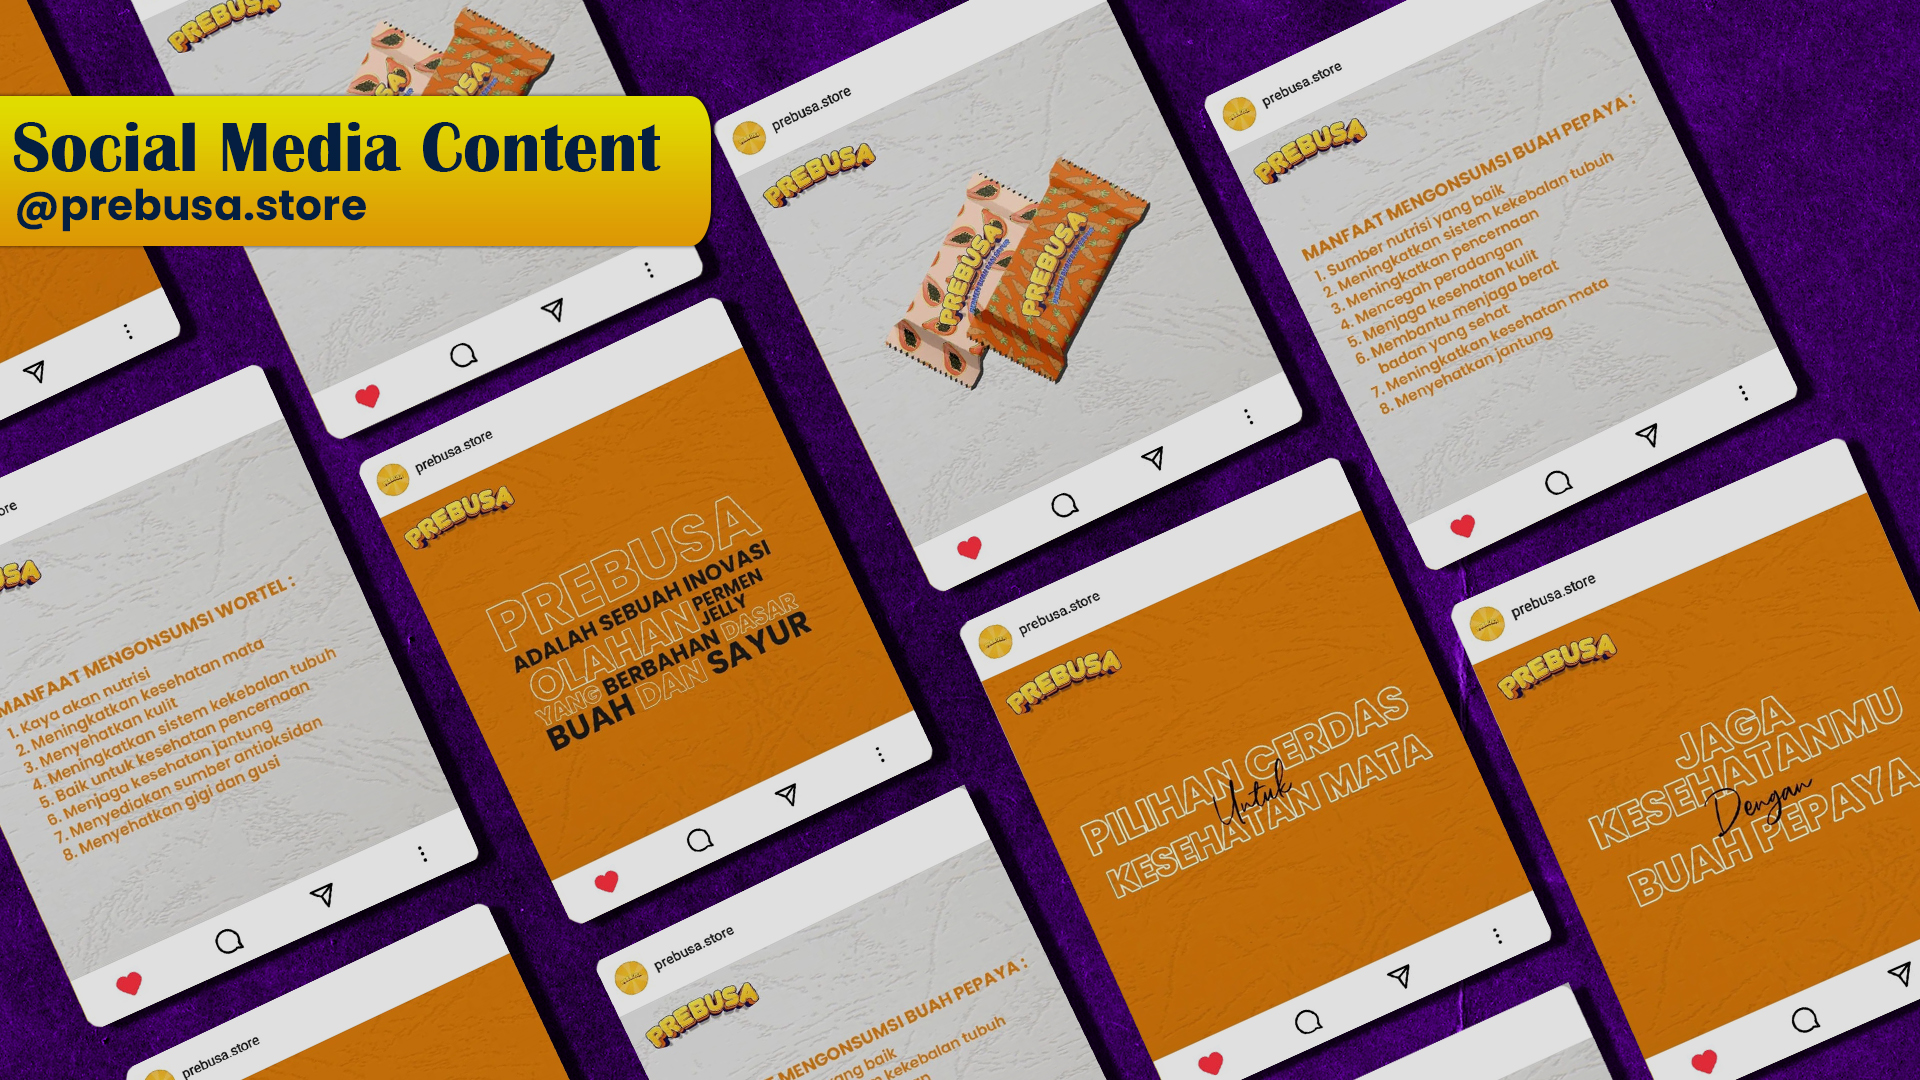 Social Media Content
@prebusa.store
PREBUSA
PREBUSA
prebusa.store
PREBUSA
PREBUSA
PREBUSA
prebusa.store
PREBUSA
MANFAAT MENGONSUMSI BUAH PEPAYA :
1. Sumber nutrisi yang baik
2. Meningkatkan sistem kekebalan tubuh
3. Meningkatkan pencernaan
4. Mencegah peradangan
5. Menjaga kesehatan kulit
6. Membantu menjaga berat
badan yang sehat
7. Meningkatkan kesehatan mata
8. Menyehatkan jantung
MANFAAT MENGONSUMSI WORTEL :
1. Kaya akan nutrisi
2. Meningkatkan kesehatan mata
3. Menyehatkan kulit
4. Meningkatkan sistem kekebalan tubuh
5. Baik untuk kesehatan pencernaan
6. Menjaga kesehatan jantung
7. Menyediakan sumber antioksidan
8. Menyehatkan gigi dan gusi
prebusa.store
PREBUSA
PREBUSA
ADALAH SEBUAH INOVASI
OLAHAN PERMEN
JELLY
YANG BERBAHAN DASAR
BUAH DAN SAYUR
prebusa.store
PREBUSA
PILIHAN CERDAS
Untuk
KESEHATAN MATA
prebusa.store
PREBUSA
JAGA
KESEHATANMU
Dengan
BUAH PEPAYA
prebusa.store
prebusa.store
PREBUSA
MENGONSUMSI BUAH PEPAYA :
yang baik
kekebalan tubuh